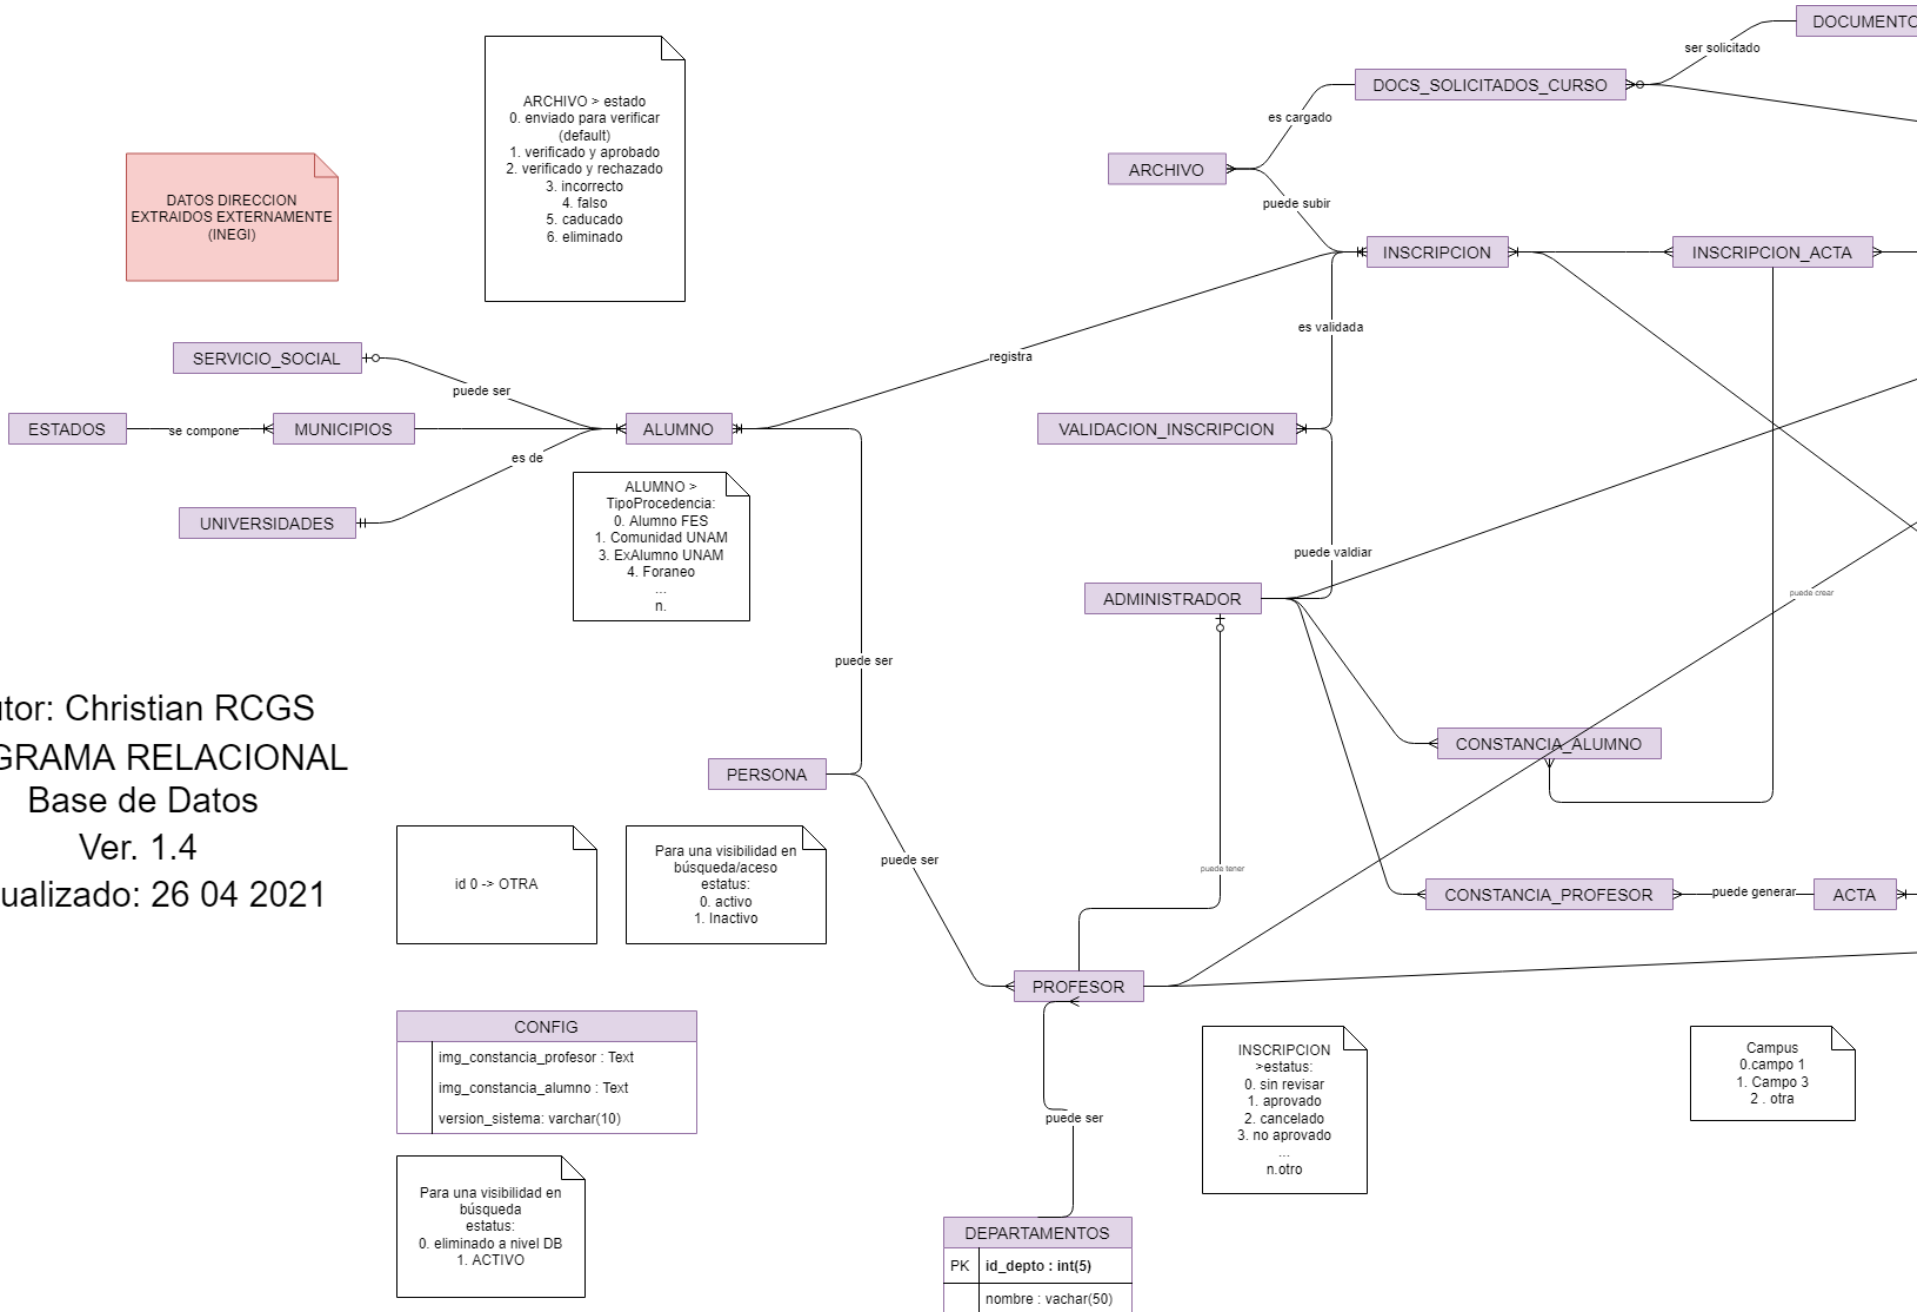 DOCUMENTO
ser solicitado
DOCS_SOLICITADOS_CURSO
es cargado
ARCHIVO
puede subir
ARCHIVO > estado
0. enviado para verificar
(default)
1. verificado y aprobado
2. verificado y rechazado
3. incorrecto
4. falso
5. caducado
6. eliminado
DATOS DIRECCION
EXTRAIDOS EXTERNAMENTE
(INEGI)
INSCRIPCION
INSCRIPCION_ACTA
es validada
registra
SERVICIO_SOCIAL
puede ser
ESTADOS
se compone
MUNICIPIOS
ALUMNO
es de
UNIVERSIDADES
VALIDACION_INSCRIPCION
ALUMNO >
TipoProcedencia:
0. Alumno FES
1. Comunidad UNAM
3. ExAlumno UNAM
4. Foraneo
...
n.
puede valdiar
ADMINISTRADOR
puede crear
puede ser
utor: Christian RCGS
GRAMA RELACIONAL
Base de Datos
Ver. 1.4
ualizado: 26 04 2021
PERSONA
CONSTANCIA_ALUMNO
puede ser
puede tener
id 0 -> OTRA
Para una visibilidad en
búsqueda/aceso
estatus:
0. activo
1. Inactivo
CONSTANCIA_PROFESOR
puede generar
ACTA
PROFESOR
CONFIG
img_constancia_profesor : Text
img_constancia_alumno : Text
version_sistema: varchar(10)
puede ser
INSCRIPCION
>estatus:
0. sin revisar
1. aprovado
2. cancelado
3. no aprovado
...
n.otro
Campus
0.campo 1
1. Campo 3
2 . otra
Para una visibilidad en
búsqueda
estatus:
0. eliminado a nivel DB
1. ACTIVO
DEPARTAMENTOS
PK id_depto : int(5)
nombre : vachar(50)